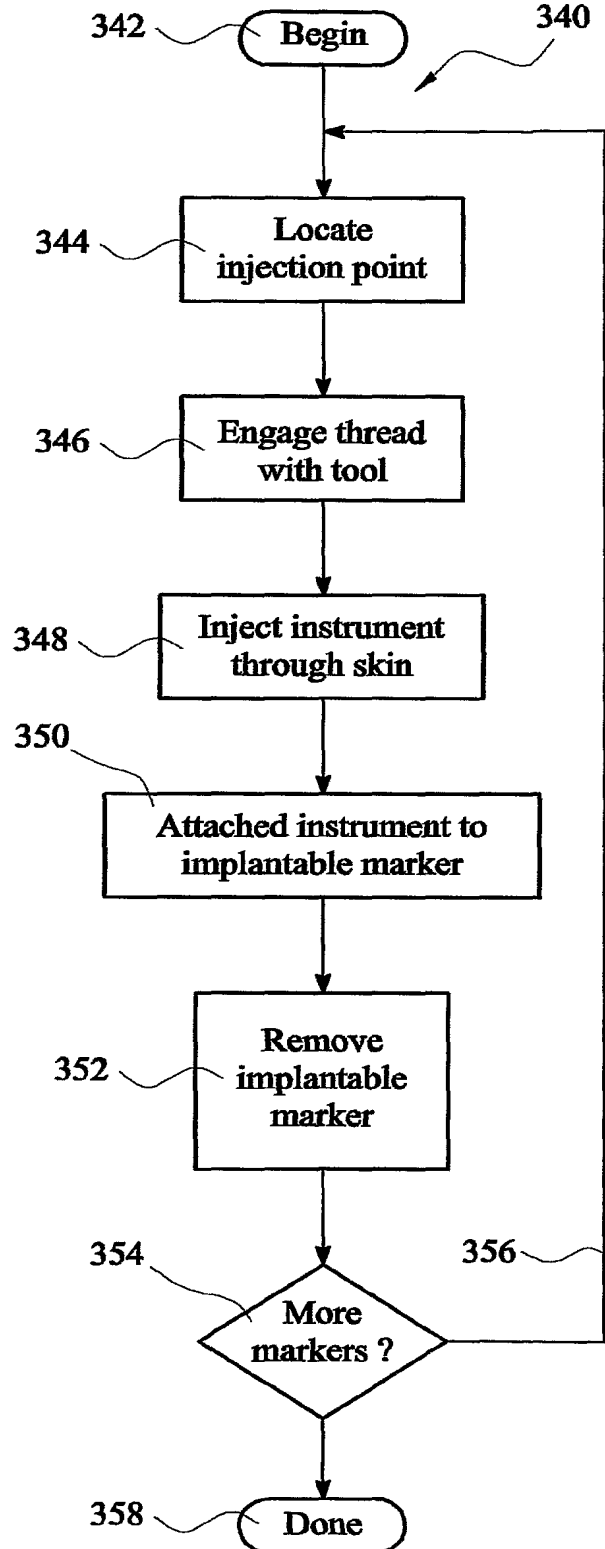 342
Begin
340
344
Locate
injection point
346
Engage thread
with tool
348
Inject instrument
through skin
350
Attached instrument to
implantable marker
352
Remove
implantable
marker
354
356
More
markers ?
358
Done